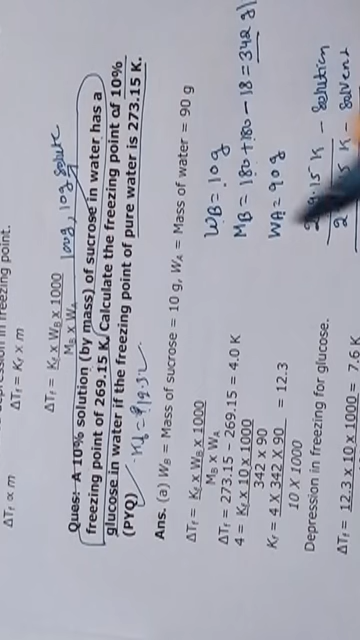 in freezing point.
ΔTf ∝ m
ΔTf = Kf x m
ΔTf = Kf x WB x 1000
MB x WA
100g, 10g solute
Ques:- A 10% solution (by mass) of sucrose in water has a
freezing point of 269.15 K. Calculate the freezing point of 10%
glucose in water if the freezing point of pure water is 273.15 K.
(PYQ)
Ans. (a) WB = Mass of sucrose = 10 g, WA = Mass of water = 90 g
ΔTf = Kf x WB x 1000
MB x WA
WB = 10 g
ΔTf = 273.15 – 269.15 = 4.0 K
MB = 180+180 – 18 = 342 g
4 = Kf x 10 x 1000
342 x 90
WA = 90 g
Kf = 4 X 342 X 90 = 12.3
10 X 1000
15 K – Solution
K – Solvent
Depression in freezing for glucose.
ΔTf = 12.3 x 10 x 1000 = 7.6 K